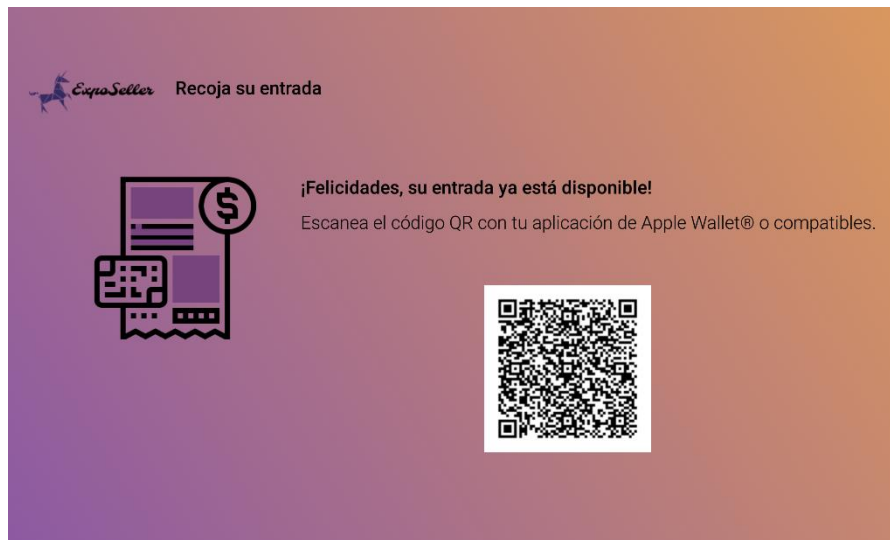 ExpoSeller
Recoja su entrada
¡Felicidades, su entrada ya está disponible!
Escanea el código QR con tu aplicación de Apple Wallet® o compatibles.
$